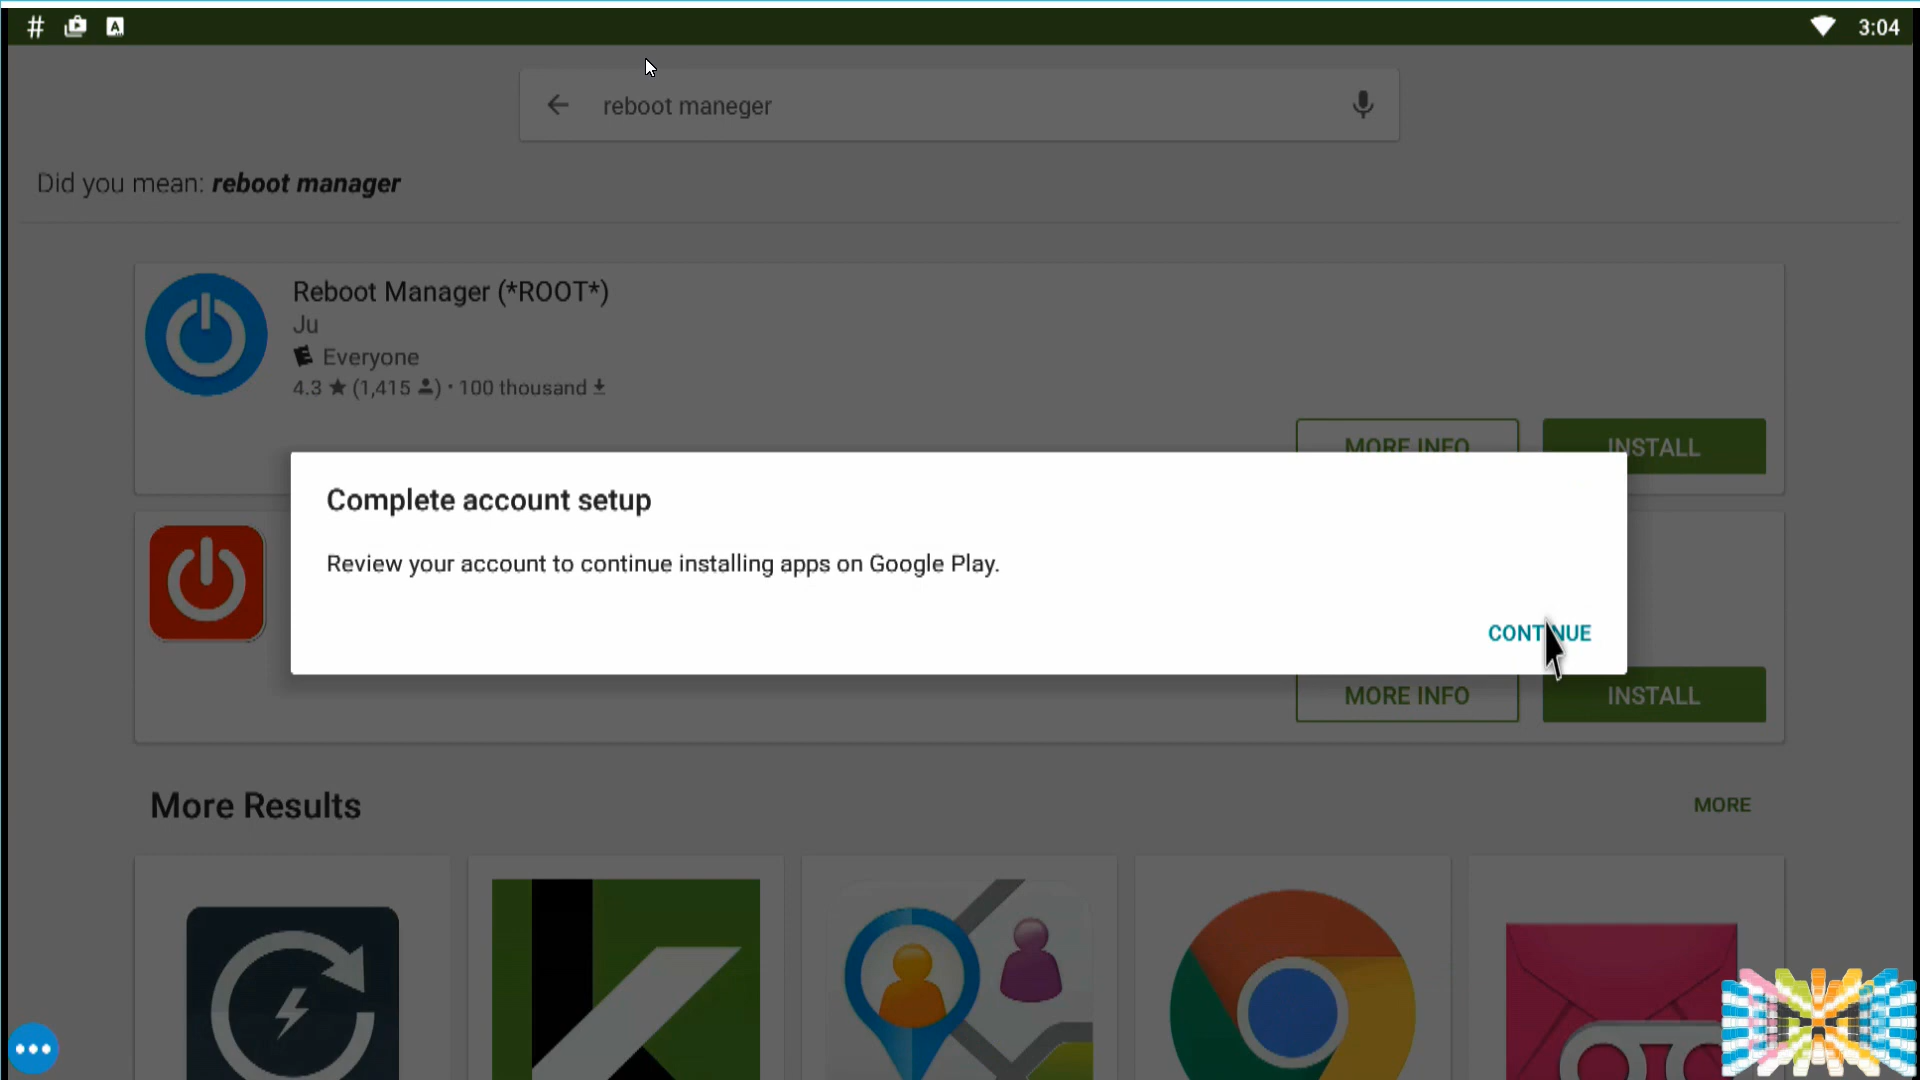 3:04
reboot maneger
Did you mean: reboot manager
Reboot Manager (*ROOT*)
Ju
Everyone
4.3 ★ (1,415 ) · 100 thousand
MORE INFO
INSTALL
Complete account setup
Review your account to continue installing apps on Google Play.
CONTINUE
MORE INFO
INSTALL
More Results
MORE